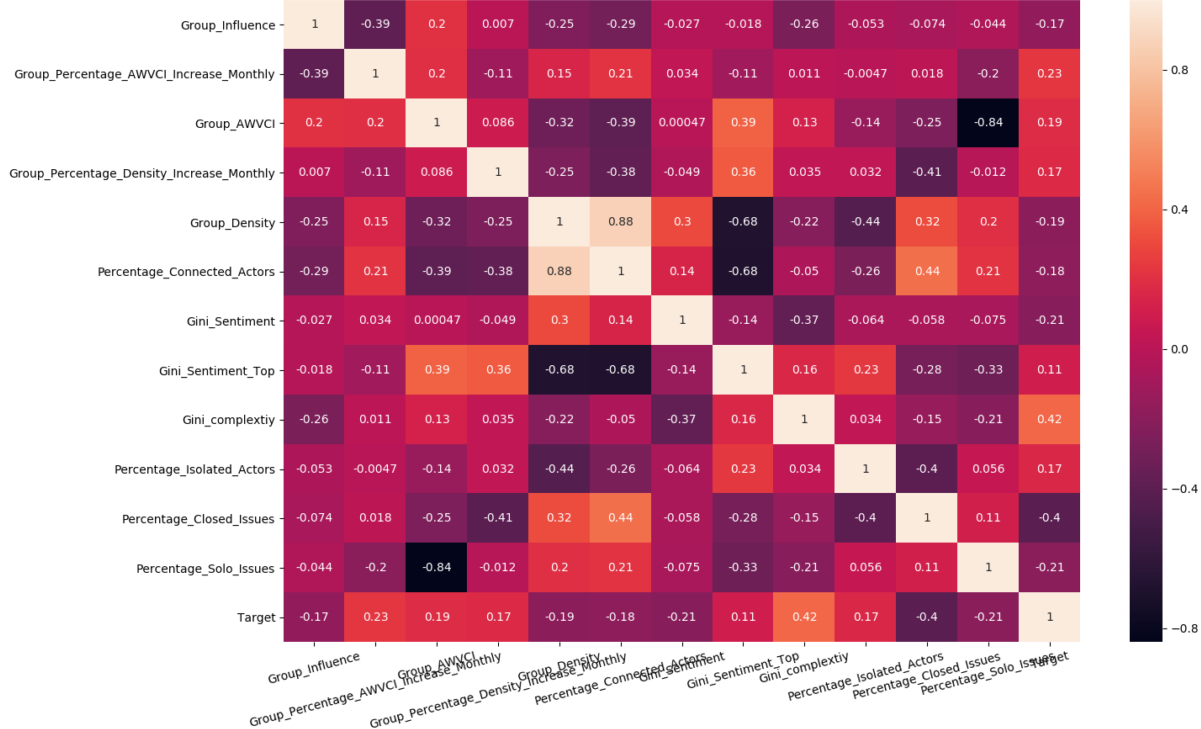 Group_Influence 1 -0.39 0.2 0.007 -0.25 -0.29 -0.027 -0.018 -0.26 -0.053 -0.074 -0.044 -0.17
Group_Percentage_AWVCI_Increase_Monthly -0.39 1 0.2 -0.11 0.15 0.21 0.034 -0.11 0.011 -0.0047 0.018 -0.2 0.23
0.8
Group_AWVCI 0.2 0.2 1 0.086 -0.32 -0.39 0.00047 0.39 0.13 -0.14 -0.25 -0.84 0.19
Group_Percentage_Density_Increase_Monthly 0.007 -0.11 0.086 1 -0.25 -0.38 -0.049 0.36 0.035 0.032 -0.41 -0.012 0.17
0.4
Group_Density -0.25 0.15 -0.32 -0.25 1 0.88 0.3 -0.68 -0.22 -0.44 0.32 0.2 -0.19
Percentage_Connected_Actors -0.29 0.21 -0.39 -0.38 0.88 1 0.14 -0.68 -0.05 -0.26 0.44 0.21 -0.18
Gini_Sentiment -0.027 0.034 0.00047 -0.049 0.3 0.14 1 -0.14 -0.37 -0.064 -0.058 -0.075 -0.21
0.0
Gini_Sentiment_Top -0.018 -0.11 0.39 0.36 -0.68 -0.68 -0.14 1 0.16 0.23 -0.28 -0.33 0.11
Gini_complextiy -0.26 0.011 0.13 0.035 -0.22 -0.05 -0.37 0.16 1 0.034 -0.15 -0.21 0.42
Percentage_Isolated_Actors -0.053 -0.0047 -0.14 0.032 -0.44 -0.26 -0.064 0.23 0.034 1 -0.4 0.056 0.17
-0.4
Percentage_Closed_Issues -0.074 0.018 -0.25 -0.41 0.32 0.44 -0.058 -0.28 -0.15 -0.4 1 0.11 -0.4
Percentage_Solo_Issues -0.044 -0.2 -0.84 -0.012 0.2 0.21 -0.075 -0.33 -0.21 0.056 0.11 1 -0.21
Target -0.17 0.23 0.19 0.17 -0.19 -0.18 -0.21 0.11 0.42 0.17 -0.4 -0.21 1
-0.8
Group_Influence
Group_Percentage_AWVCI_Increase_Monthly
Group_AWVCI
Group_Percentage_Density_Increase_Monthly
Group_Density
Percentage_Connected_Actors
Gini_Sentiment
Gini_Sentiment_Top
Gini_complextiy
Percentage_Isolated_Actors
Percentage_Closed_Issues
Percentage_Solo_Issues
Target